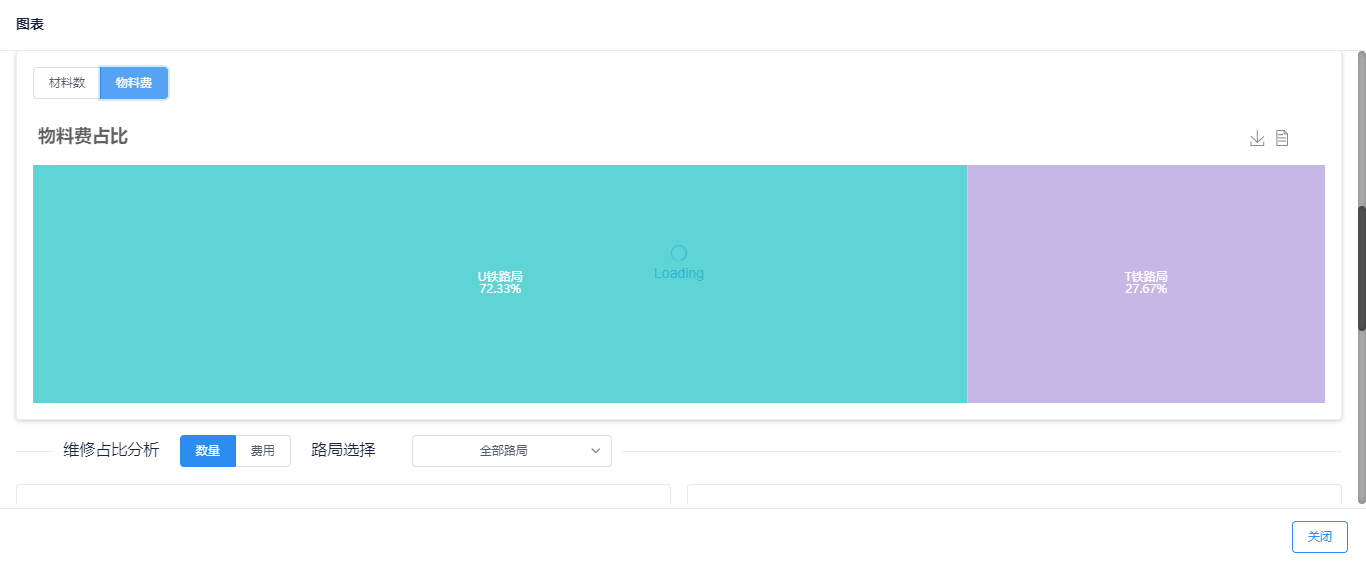 图表
材料数
物料费
物料费占比
U铁路局
72.33%
Loading
T铁路局
27.67%
维修占比分析
数量
费用
路局选择
全部路局
关闭